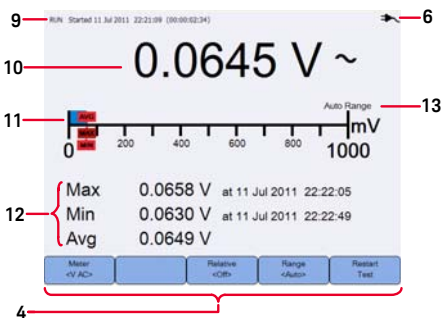 9 RUN Started 11 Jul 2011 22:21:09 (00:00:02:34) 6
10 0.0645 V ~
Auto Range 13
11 AVG
MAX
MIN
mV
0 200 400 600 800 1000
12 Max 0.0658 V at 11 Jul 2011 22:22:05
Min 0.0630 V at 11 Jul 2011 22:22:49
Avg 0.0649 V
Meter <V AC> Relative <Off> Range <Auto> Restart Test
4